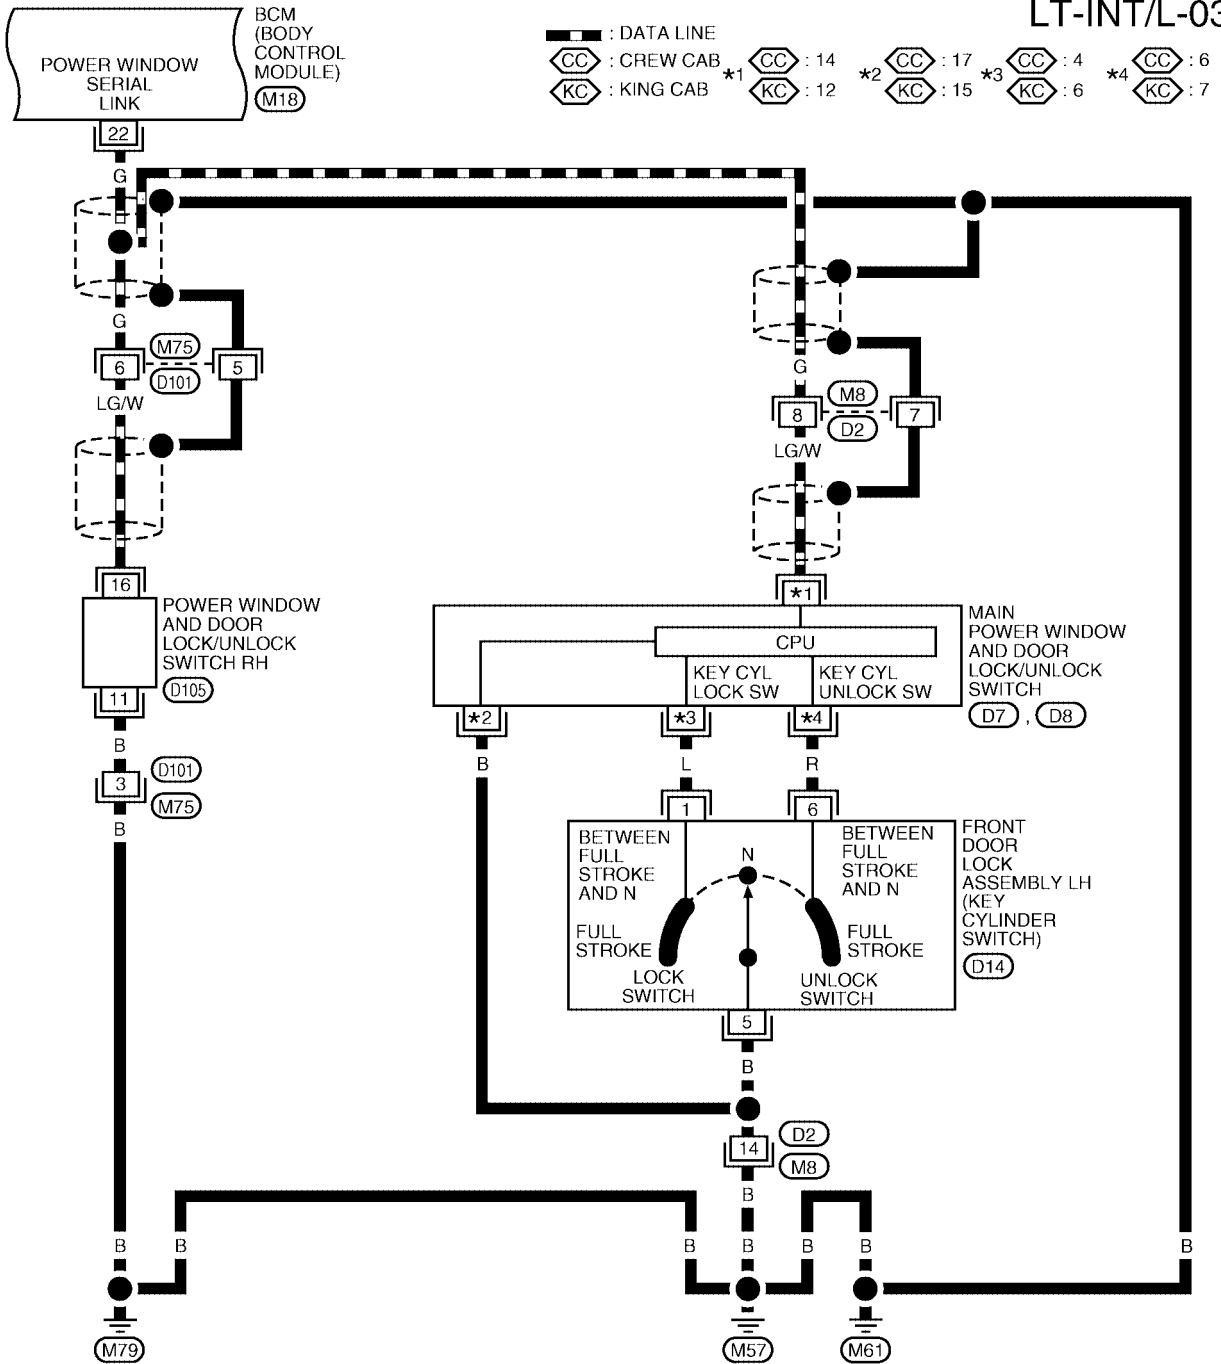 LT-INT/L-03
BCM
(BODY
CONTROL
MODULE)
M18
POWER WINDOW
SERIAL
LINK
22
: DATA LINE
CC : CREW CAB
KC : KING CAB
*1 CC : 14
KC : 12
*2 CC : 17
KC : 15
*3 CC : 4
KC : 6
*4 CC : 6
KC : 7
G
G
M75
6
5
D101
LG/W
G
M8
8
7
D2
LG/W
16
*1
POWER WINDOW
AND DOOR
LOCK/UNLOCK
SWITCH RH
D105
11
CPU
KEY CYL
LOCK SW
KEY CYL
UNLOCK SW
MAIN
POWER WINDOW
AND DOOR
LOCK/UNLOCK
SWITCH
D7 , D8
*2
*3
*4
B
B
L
R
D101
3
M75
B
1
6
BETWEEN
FULL
STROKE
AND N
N
BETWEEN
FULL
STROKE
AND N
FULL
STROKE
FULL
STROKE
LOCK
SWITCH
UNLOCK
SWITCH
FRONT
DOOR
LOCK
ASSEMBLY LH
(KEY
CYLINDER
SWITCH)
D14
5
B
D2
14
M8
B
B
B
B
B
B
B
B
M79
M57
M61